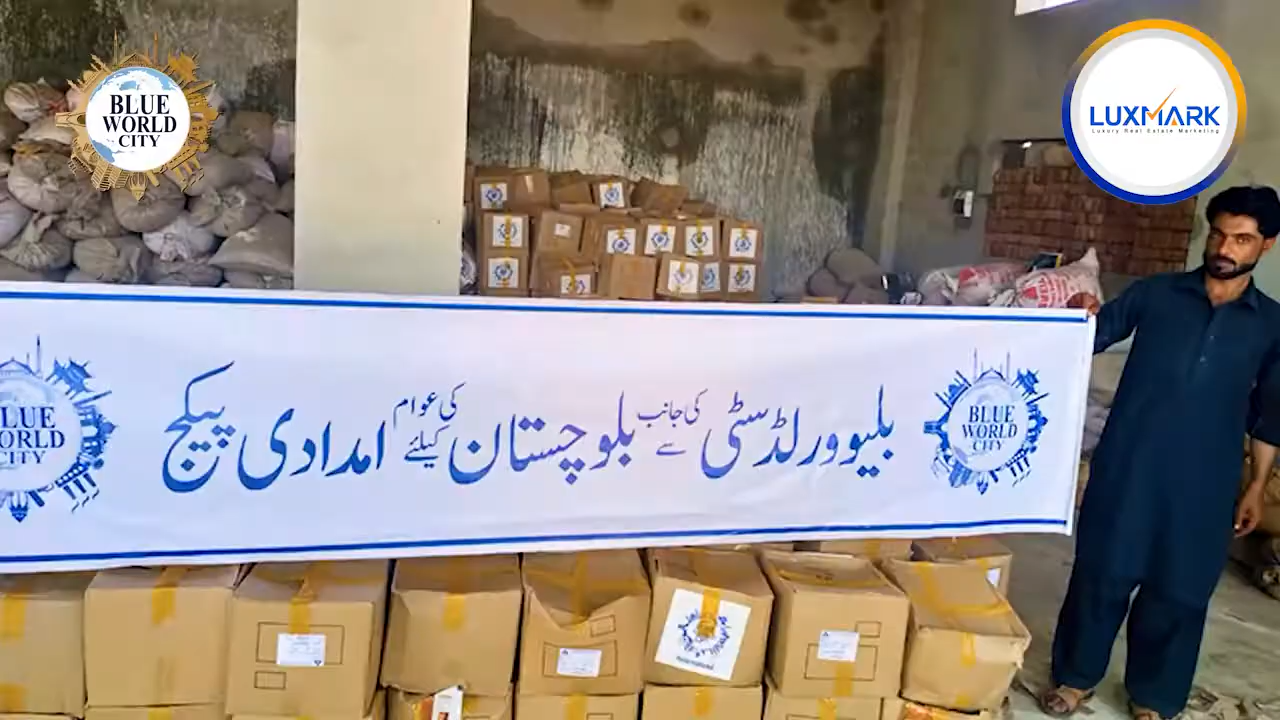 BLUE
WORLD
CITY
LUXMARK
Luxury Real Estate Marketing
بلیو ورلڈ سٹی کی جانب سے بلوچستان کی عوام کیلئے امدادی پیکج
BLUE
WORLD
CITY
BLUE
WORLD
CITY